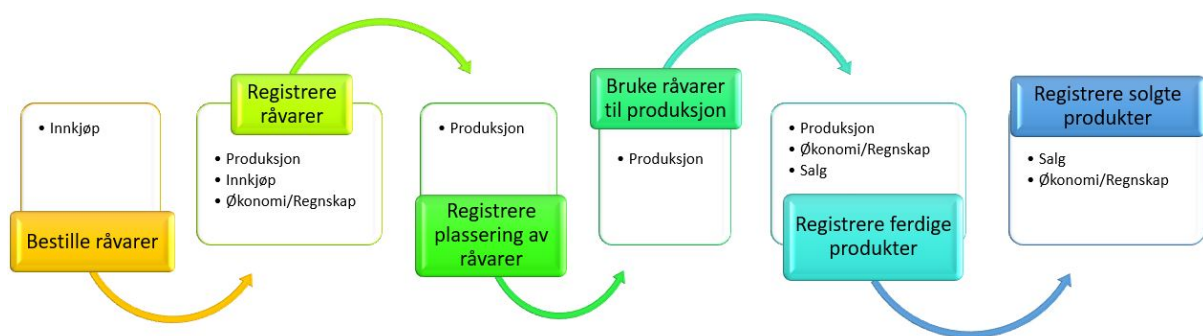 • Innkjøp
Bestille råvarer
Registrere
råvarer
• Produksjon
• Innkjøp
• Økonomi/Regnskap
• Produksjon
Registrere
plassering av
råvarer
Bruke råvarer
til produksjon
• Produksjon
• Produksjon
• Økonomi/Regnskap
• Salg
Registrere ferdige
produkter
Registrere solgte
produkter
• Salg
• Økonomi/Regnskap